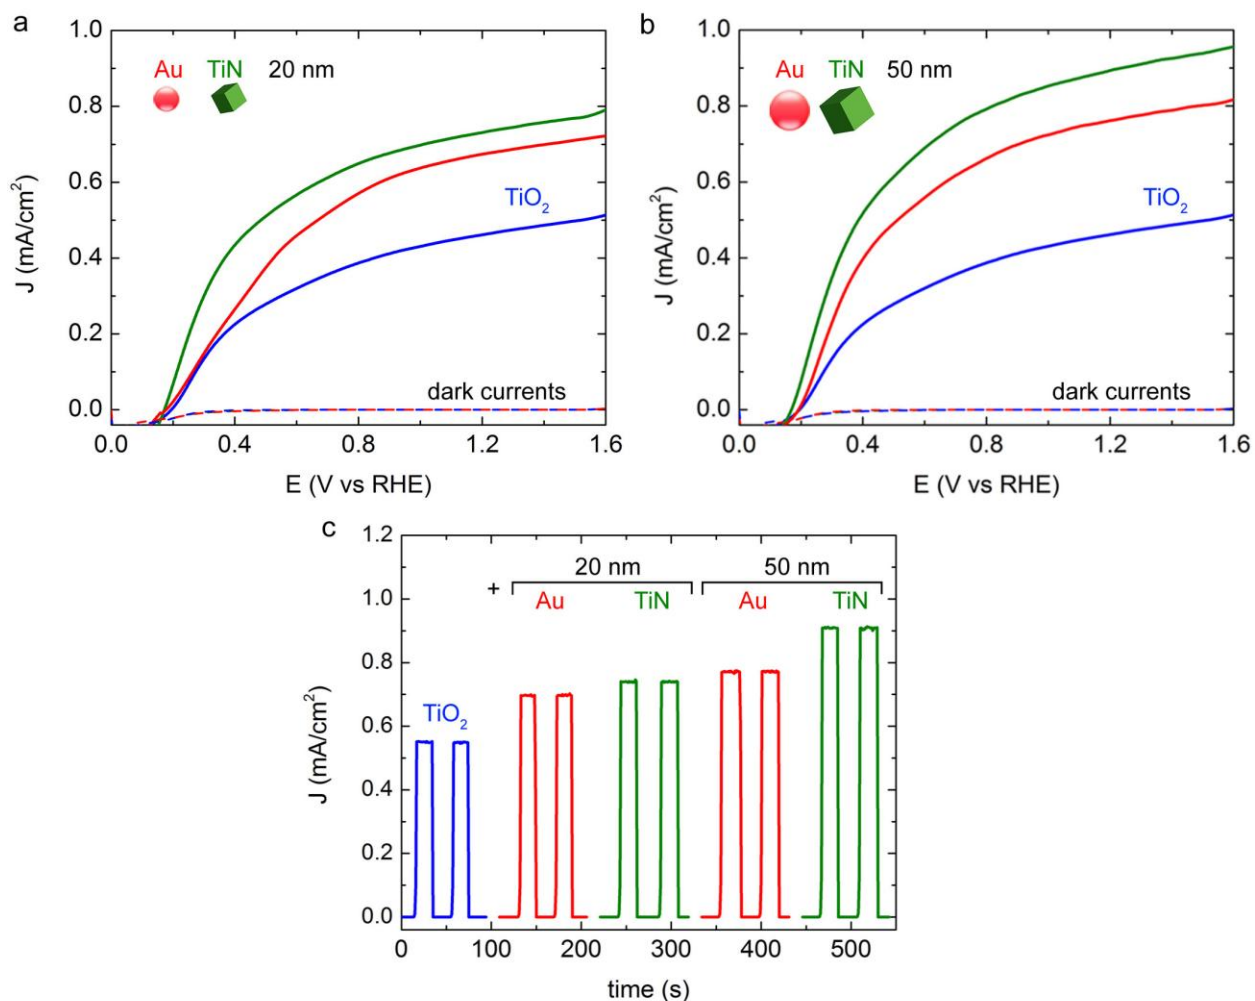 a
Au TiN 20 nm
TiO2
dark currents
J (mA/cm2)
1.0
0.8
0.6
0.4
0.2
0.0
0.0 0.4 0.8 1.2 1.6
E (V vs RHE)
b
Au TiN 50 nm
TiO2
dark currents
J (mA/cm2)
1.0
0.8
0.6
0.4
0.2
0.0
0.0 0.4 0.8 1.2 1.6
E (V vs RHE)
c
20 nm 50 nm
+ Au TiN Au TiN
TiO2
J (mA/cm2)
1.2
1.0
0.8
0.6
0.4
0.2
0.0
0 100 200 300 400 500
time (s)